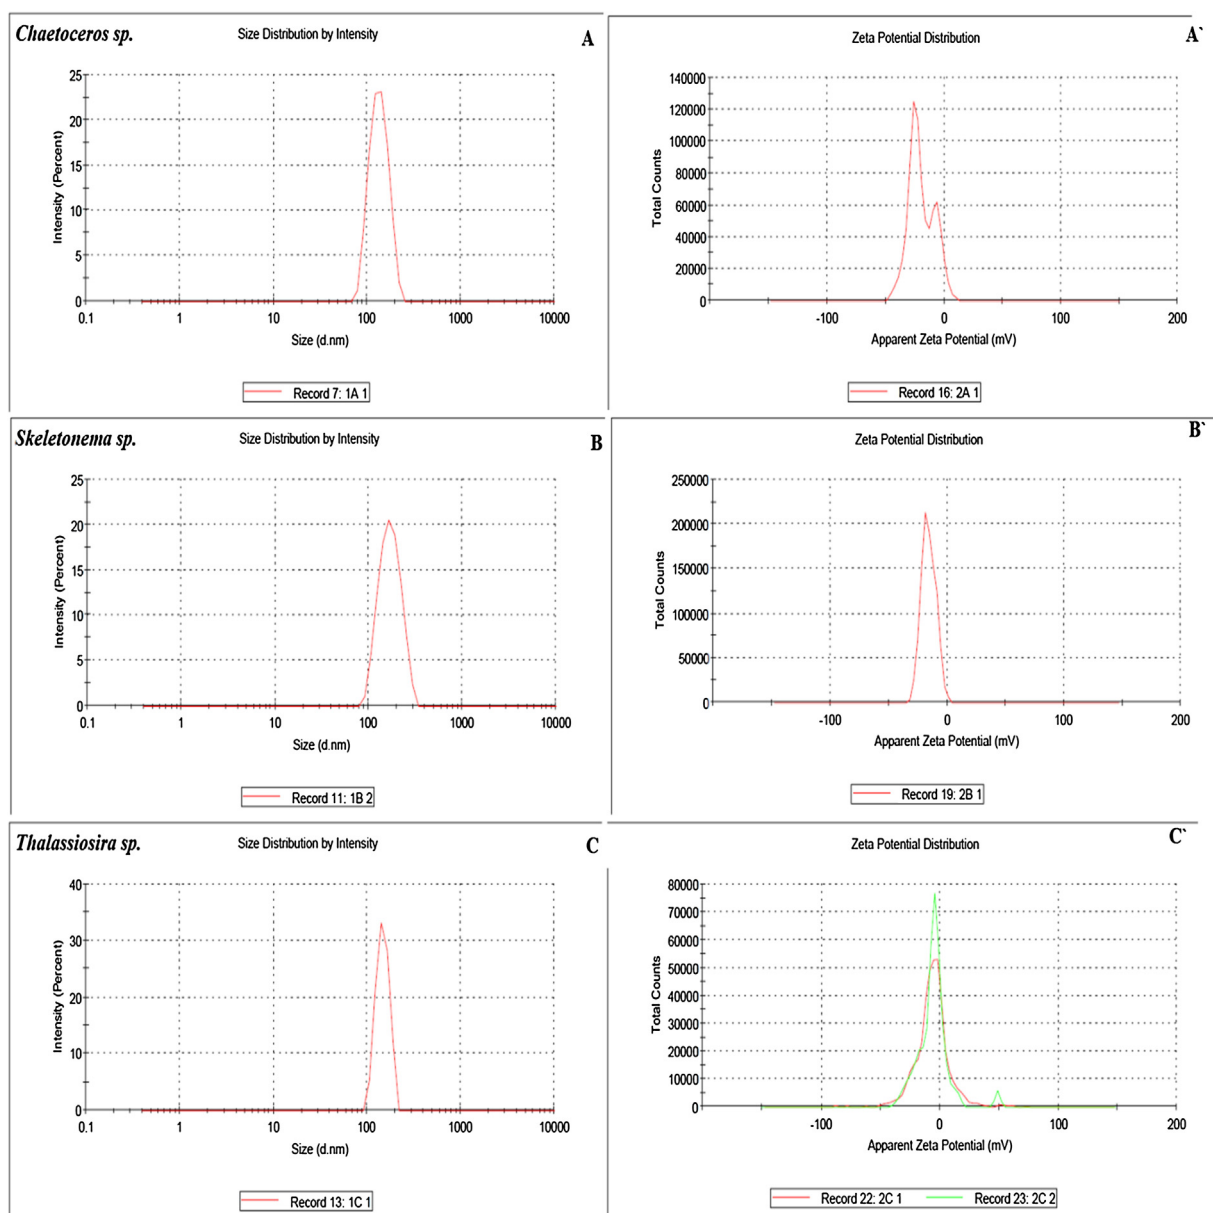 Chaetoceros sp.
Size Distribution by Intensity
A
25
20
15
10
5
0
Intensity (Percent)
0.1 1 10 100 1000 10000
Size (d.nm)
Record 7: 1A 1
Zeta Potential Distribution
A`
140000
120000
100000
80000
60000
40000
20000
0
Total Counts
-100 0 100 200
Apparent Zeta Potential (mV)
Record 16: 2A 1
Skeletonema sp.
Size Distribution by Intensity
B
25
20
15
10
5
0
Intensity (Percent)
0.1 1 10 100 1000 10000
Size (d.nm)
Record 11: 1B 2
Zeta Potential Distribution
B`
250000
200000
150000
100000
50000
0
Total Counts
-100 0 100 200
Apparent Zeta Potential (mV)
Record 19: 2B 1
Thalassiosira sp.
Size Distribution by Intensity
C
40
30
20
10
0
Intensity (Percent)
0.1 1 10 100 1000 10000
Size (d.nm)
Record 13: 1C 1
Zeta Potential Distribution
C`
80000
70000
60000
50000
40000
30000
20000
10000
0
Total Counts
-100 0 100 200
Apparent Zeta Potential (mV)
Record 22: 2C 1 Record 23: 2C 2